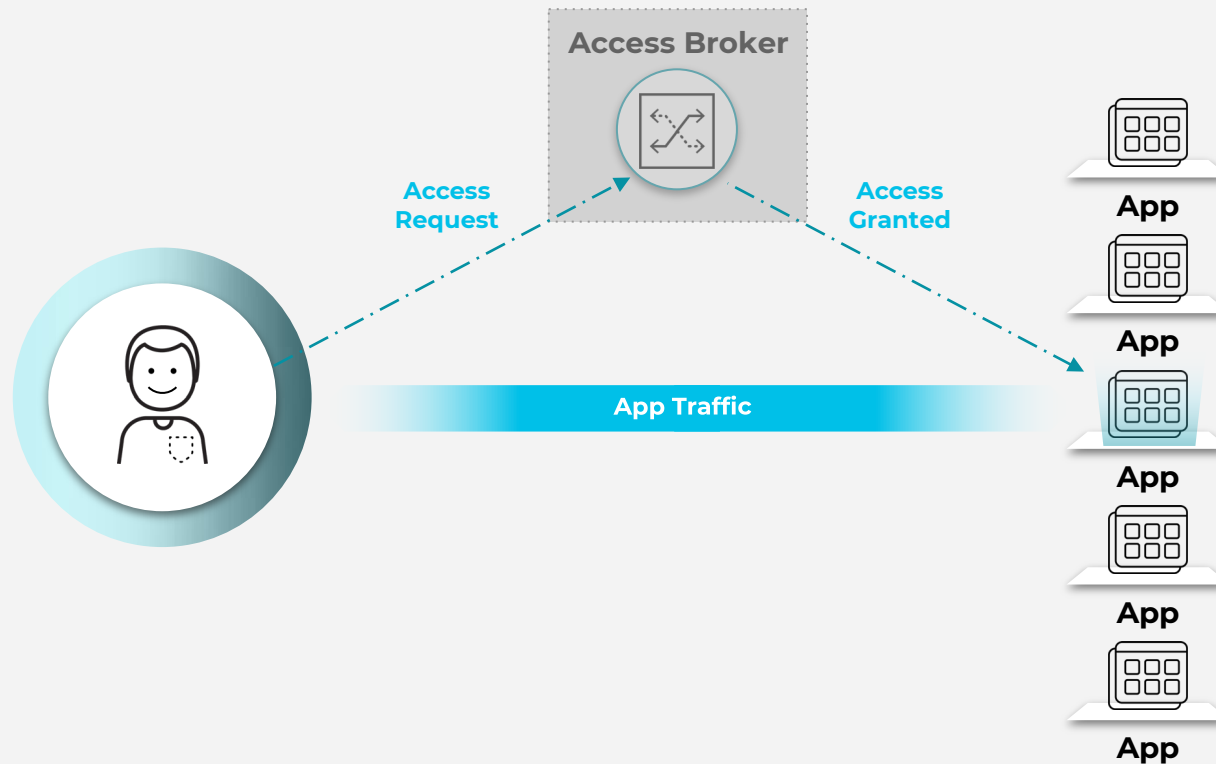 Access Broker
Access
Request
Access
Granted
App
App
App Traffic
App
App
App